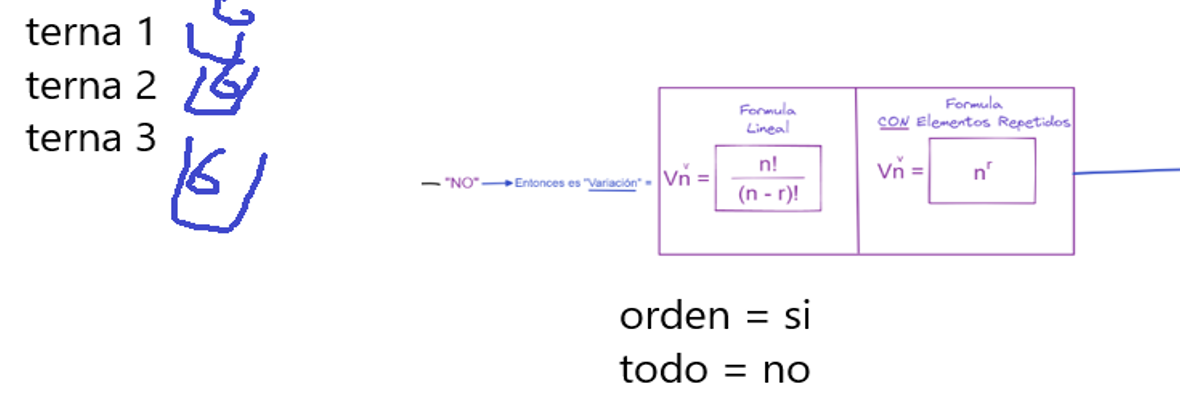 6
terna 1
terna 2
6
terna 3
6
"NO" Entonces es "Variación" =
Formula
Lineal
Vn^v =
n!
(n - r)!
Formula
CON Elementos Repetidos
Vn^v =
n^r
orden = si
todo = no